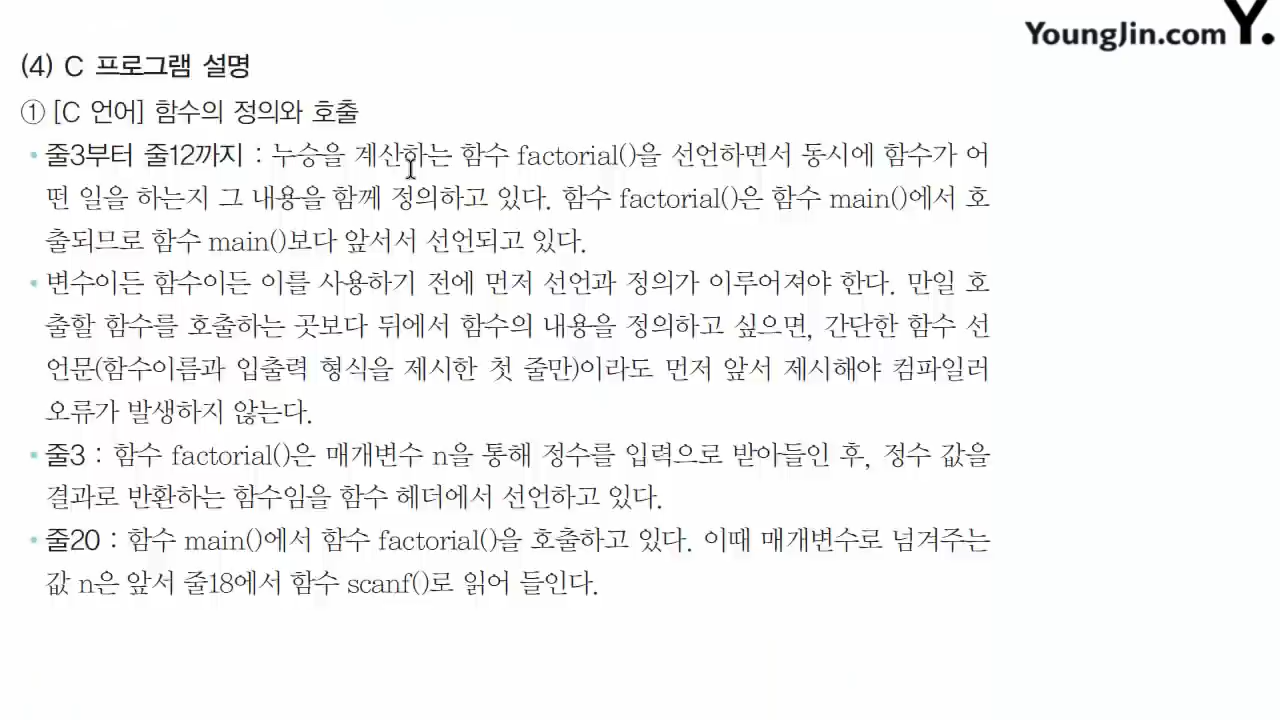 YoungJin.com Y.
(4) C 프로그램 설명
① [C 언어] 함수의 정의와 호출
• 줄3부터 줄12까지 : 누승을 계산하는 함수 factorial()을 선언하면서 동시에 함수가 어
떤 일을 하는지 그 내용을 함께 정의하고 있다. 함수 factorial()은 함수 main()에서 호
출되므로 함수 main()보다 앞서서 선언되고 있다.
• 변수이든 함수이든 이를 사용하기 전에 먼저 선언과 정의가 이루어져야 한다. 만일 호
출할 함수를 호출하는 곳보다 뒤에서 함수의 내용을 정의하고 싶으면, 간단한 함수 선
언문(함수이름과 입출력 형식을 제시한 첫 줄만)이라도 먼저 앞서 제시해야 컴파일러
오류가 발생하지 않는다.
• 줄3 : 함수 factorial()은 매개변수 n을 통해 정수를 입력으로 받아들인 후, 정수 값을
결과로 반환하는 함수임을 함수 헤더에서 선언하고 있다.
• 줄20 : 함수 main()에서 함수 factorial()을 호출하고 있다. 이때 매개변수로 넘겨주는
값 n은 앞서 줄18에서 함수 scanf()로 읽어 들인다.